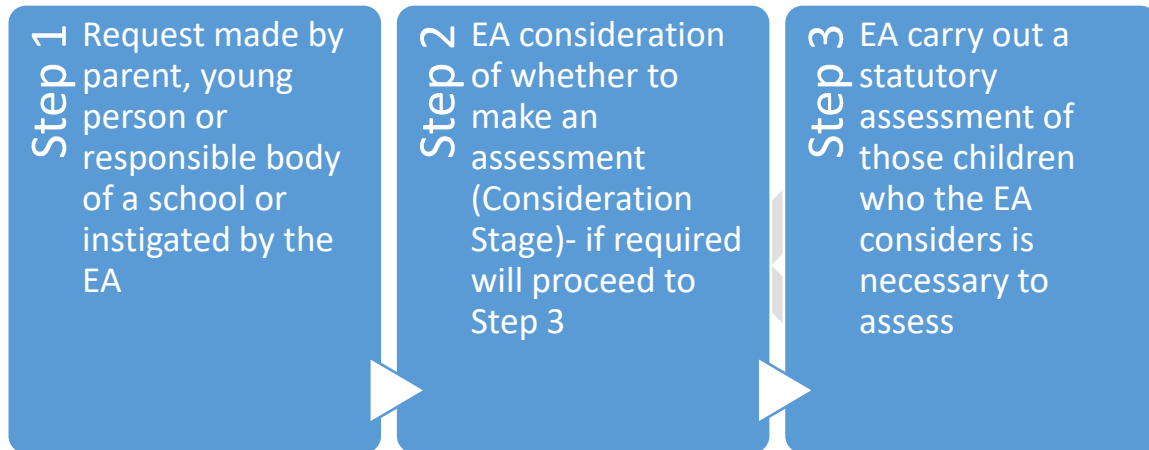 Step 1
Request made by
parent, young
person or
responsible body
of a school or
instigated by the
EA
Step 2
EA consideration
of whether to
make an
assessment
(Consideration
Stage)- if required
will proceed to
Step 3
Step 3
EA carry out a
statutory
assessment of
those children
who the EA
considers is
necessary to
assess